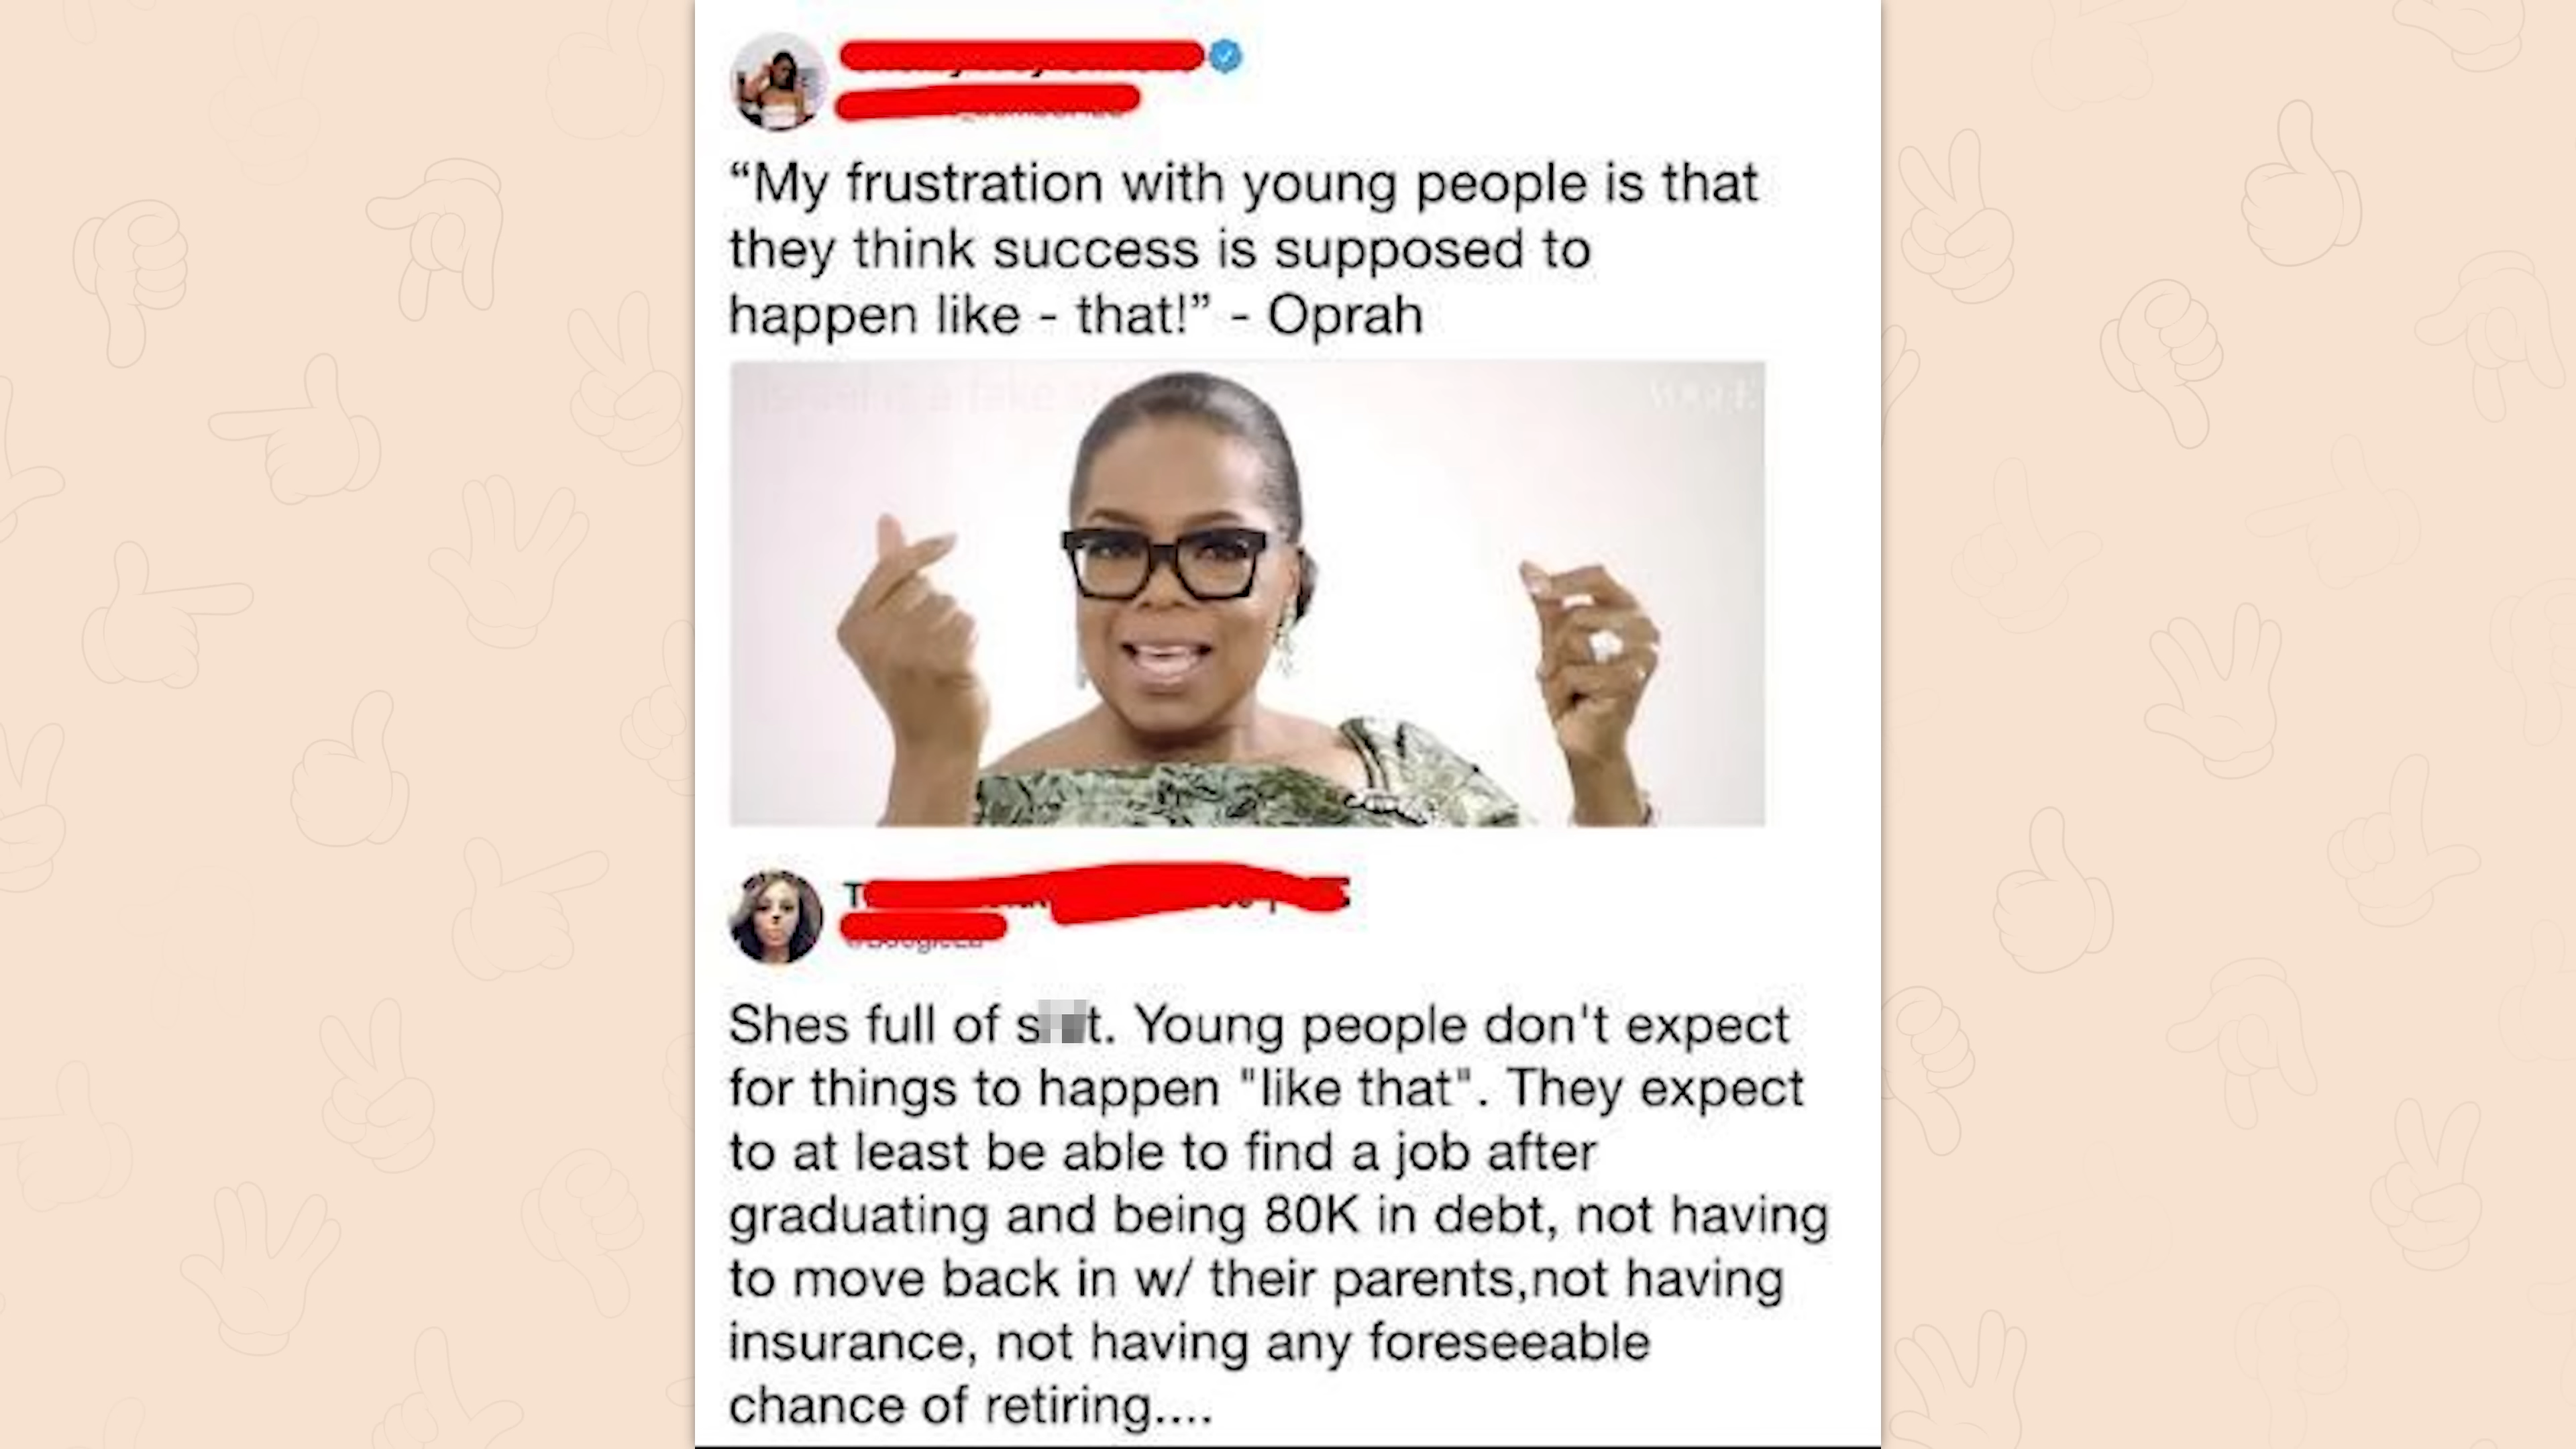 “My frustration with young people is that
they think success is supposed to
happen like - that!” - Oprah
Shes full of s t. Young people don't expect
for things to happen "like that". They expect
to at least be able to find a job after
graduating and being 80K in debt, not having
to move back in w/ their parents,not having
insurance, not having any foreseeable
chance of retiring....